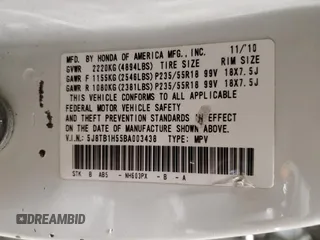 MFD. BY HONDA OF AMERICA MFG., INC. 11/10
GVWR 2220KG (4894LBS) TIRE SIZE RIM SIZE
GAWR F 1155KG (2546LBS) P235/55R18 99V 18X7.5J
GAWR R 1080KG (2381LBS) P235/55R18 99V 18X7.5J
THIS VEHICLE CONFORMS TO ALL APPLICABLE
FEDERAL MOTOR VEHICLE SAFETY
AND THEFT PREVENTION STANDARDS IN EFFECT ON
THE DATE OF MANUFACTURE SHOWN ABOVE.
V.I.N.: 5J8TB1H55BA003438 TYPE: MPV
STK B AB5 - NH603PX - B - A
DREAMBID